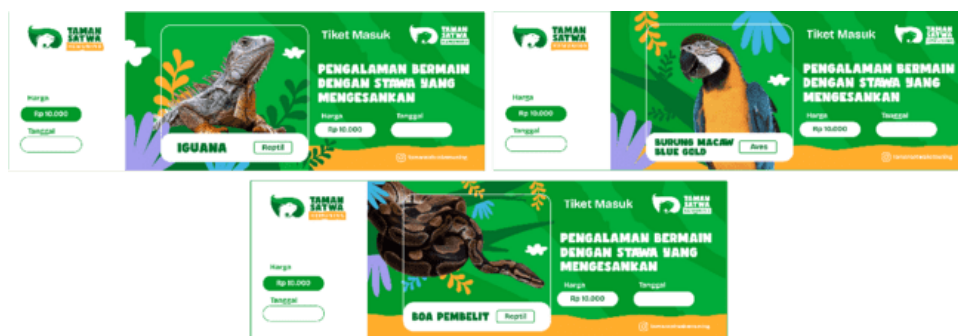 TAMAN
SATWA
Harga
Rp 10.000
Tanggal
Tiket Masuk
TAMAN
SATWA
PENGALAMAN BERMAIN
DENGAN STAWA YANG
MENGESANKAN
Harga
Tanggal
Rp 10.000
IGUANA
Reptil
TAMAN
SATWA
Harga
Rp 10.000
Tanggal
Tiket Masuk
TAMAN
SATWA
PENGALAMAN BERMAIN
DENGAN STAWA YANG
MENGESANKAN
Harga
Tanggal
Rp 10.000
BURUNG MACAW
BLUE GOLD
Aves
TAMAN
SATWA
Harga
Rp 10.000
Tanggal
Tiket Masuk
TAMAN
SATWA
PENGALAMAN BERMAIN
DENGAN STAWA YANG
MENGESANKAN
Harga
Tanggal
Rp 10.000
BOA PEMBELIT
Reptil